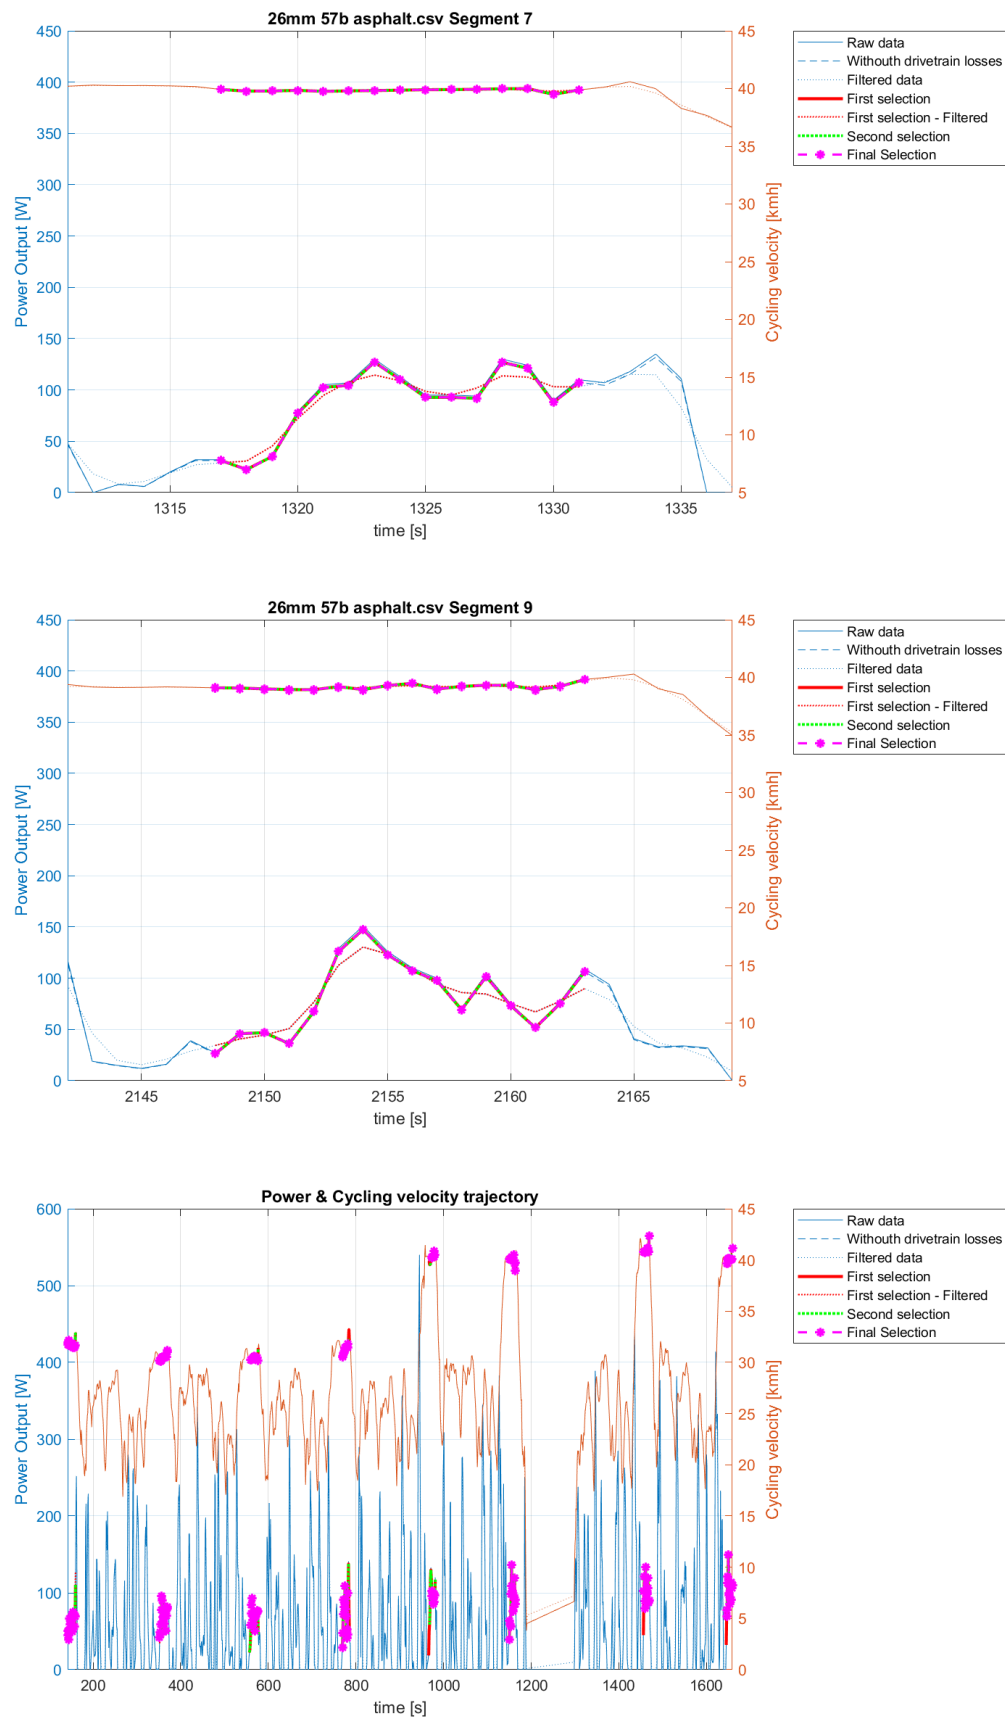 26mm 57b asphalt.csv Segment 7
450
400
350
300
250
200
150
100
50
0
Power Output [W]
45
40
35
30
25
20
15
10
5
Cycling velocity [kmh]
1315
1320
1325
1330
1335
time [s]
Raw data
Withouth drivetrain losses
Filtered data
First selection
First selection - Filtered
Second selection
Final Selection
26mm 57b asphalt.csv Segment 9
450
400
350
300
250
200
150
100
50
0
Power Output [W]
45
40
35
30
25
20
15
10
5
Cycling velocity [kmh]
2145
2150
2155
2160
2165
time [s]
Raw data
Withouth drivetrain losses
Filtered data
First selection
First selection - Filtered
Second selection
Final Selection
Power & Cycling velocity trajectory
600
500
400
300
200
100
0
Power Output [W]
45
40
35
30
25
20
15
10
5
0
Cycling velocity [kmh]
200
400
600
800
1000
1200
1400
1600
time [s]
Raw data
Withouth drivetrain losses
Filtered data
First selection
First selection - Filtered
Second selection
Final Selection